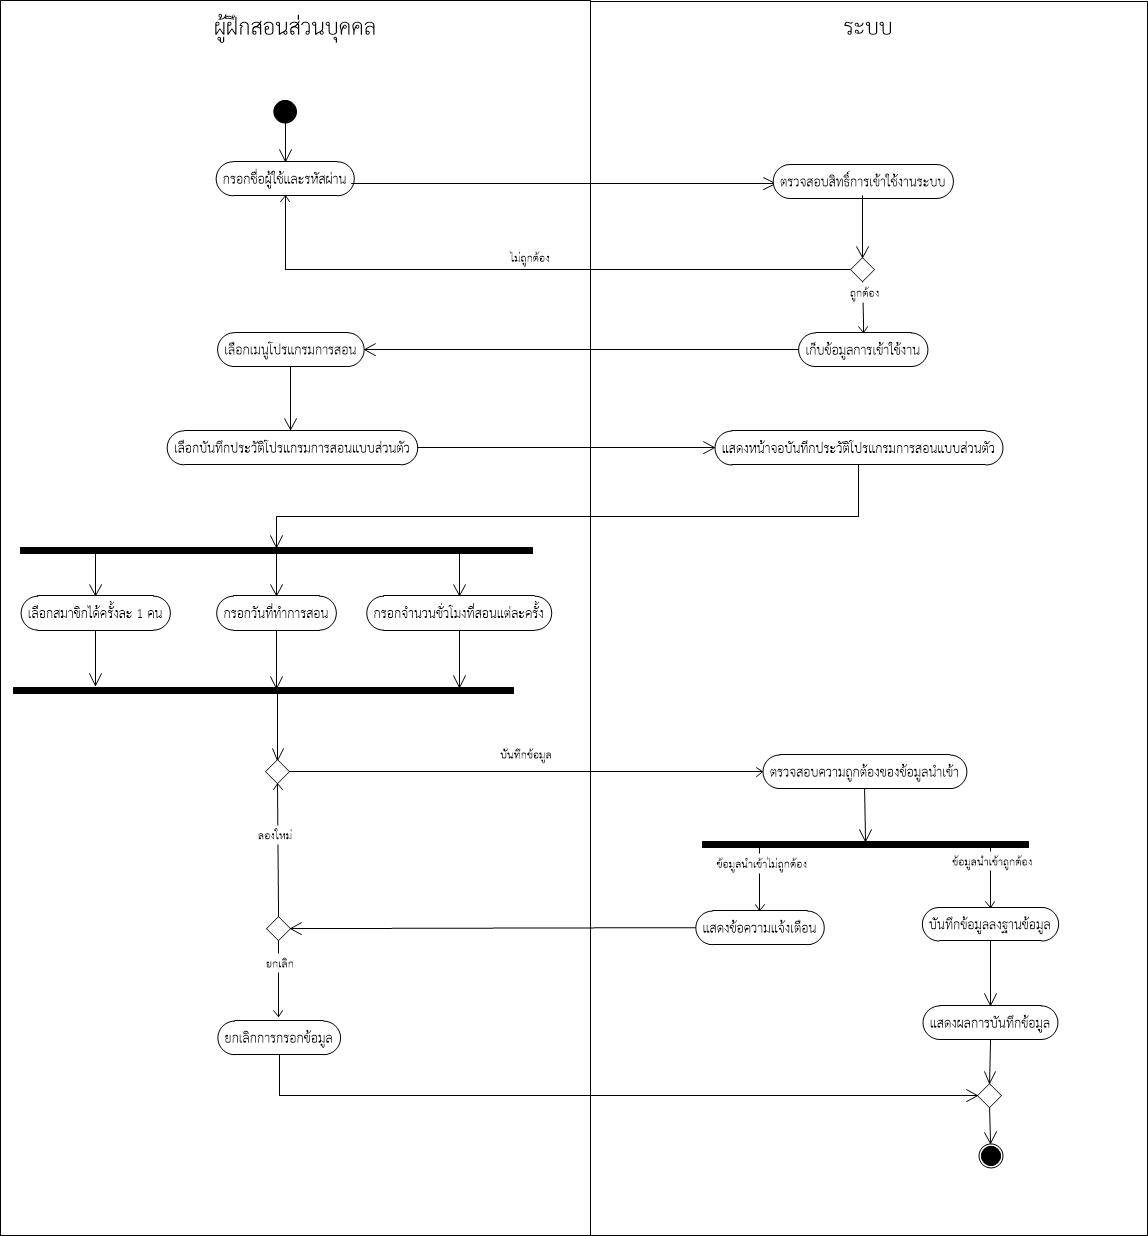 ผู้ฝึกสอนส่วนบุคคล
ระบบ
กรอกชื่อผู้ใช้และรหัสผ่าน
ตรวจสอบสิทธิ์การเข้าใช้งานระบบ
ไม่ถูกต้อง
ถูกต้อง
เลือกเมนูโปรแกรมการสอน
เก็บข้อมูลการเข้าใช้งาน
เลือกบันทึกประวัติโปรแกรมการสอนแบบส่วนตัว
แสดงหน้าจอบันทึกประวัติโปรแกรมการสอนแบบส่วนตัว
เลือกสมาชิกได้ครั้งละ 1 คน
กรอกวันที่ทำการสอน
กรอกจำนวนชั่วโมงที่สอนแต่ละครั้ง
บันทึกข้อมูล
ตรวจสอบความถูกต้องของข้อมูลนำเข้า
ลองใหม่
ข้อมูลนำเข้าไม่ถูกต้อง
ข้อมูลนำเข้าถูกต้อง
แสดงข้อความแจ้งเตือน
บันทึกข้อมูลลงฐานข้อมูล
ยกเลิก
ยกเลิกการกรอกข้อมูล
แสดงผลการบันทึกข้อมูล